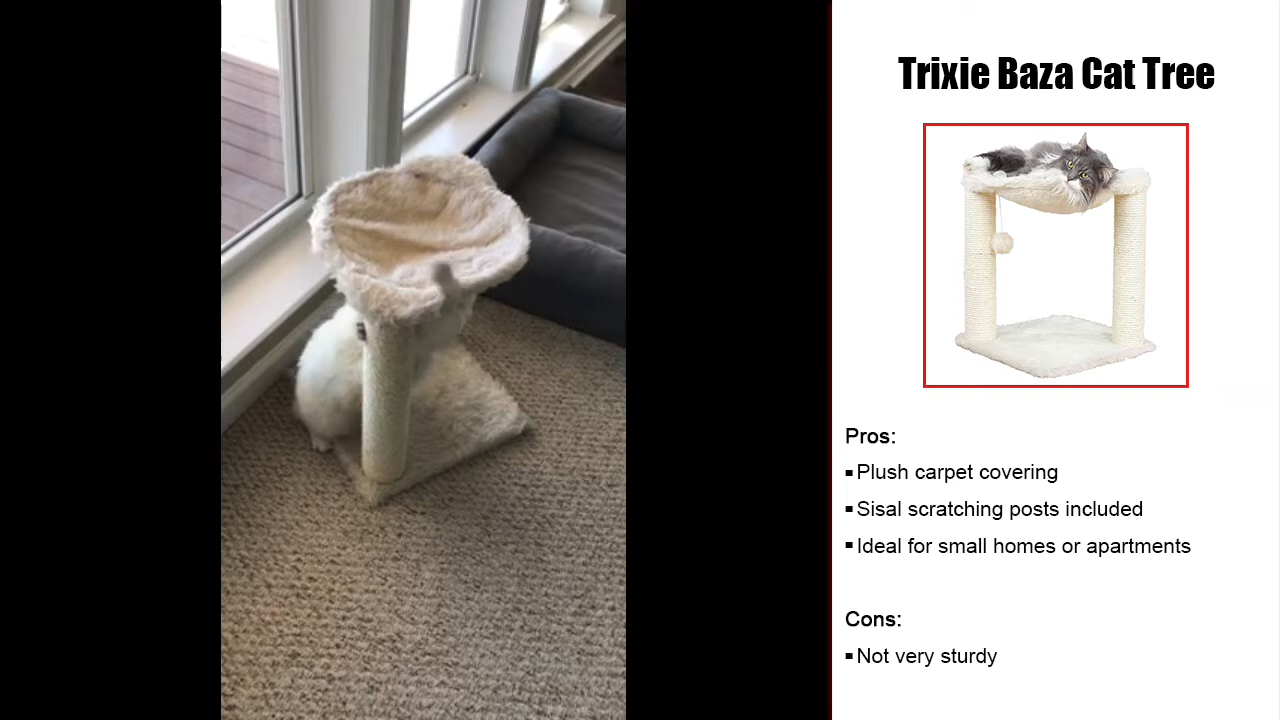 Trixie Baza Cat Tree
Pros:
▪Plush carpet covering
▪Sisal scratching posts included
▪Ideal for small homes or apartments
Cons:
▪Not very sturdy